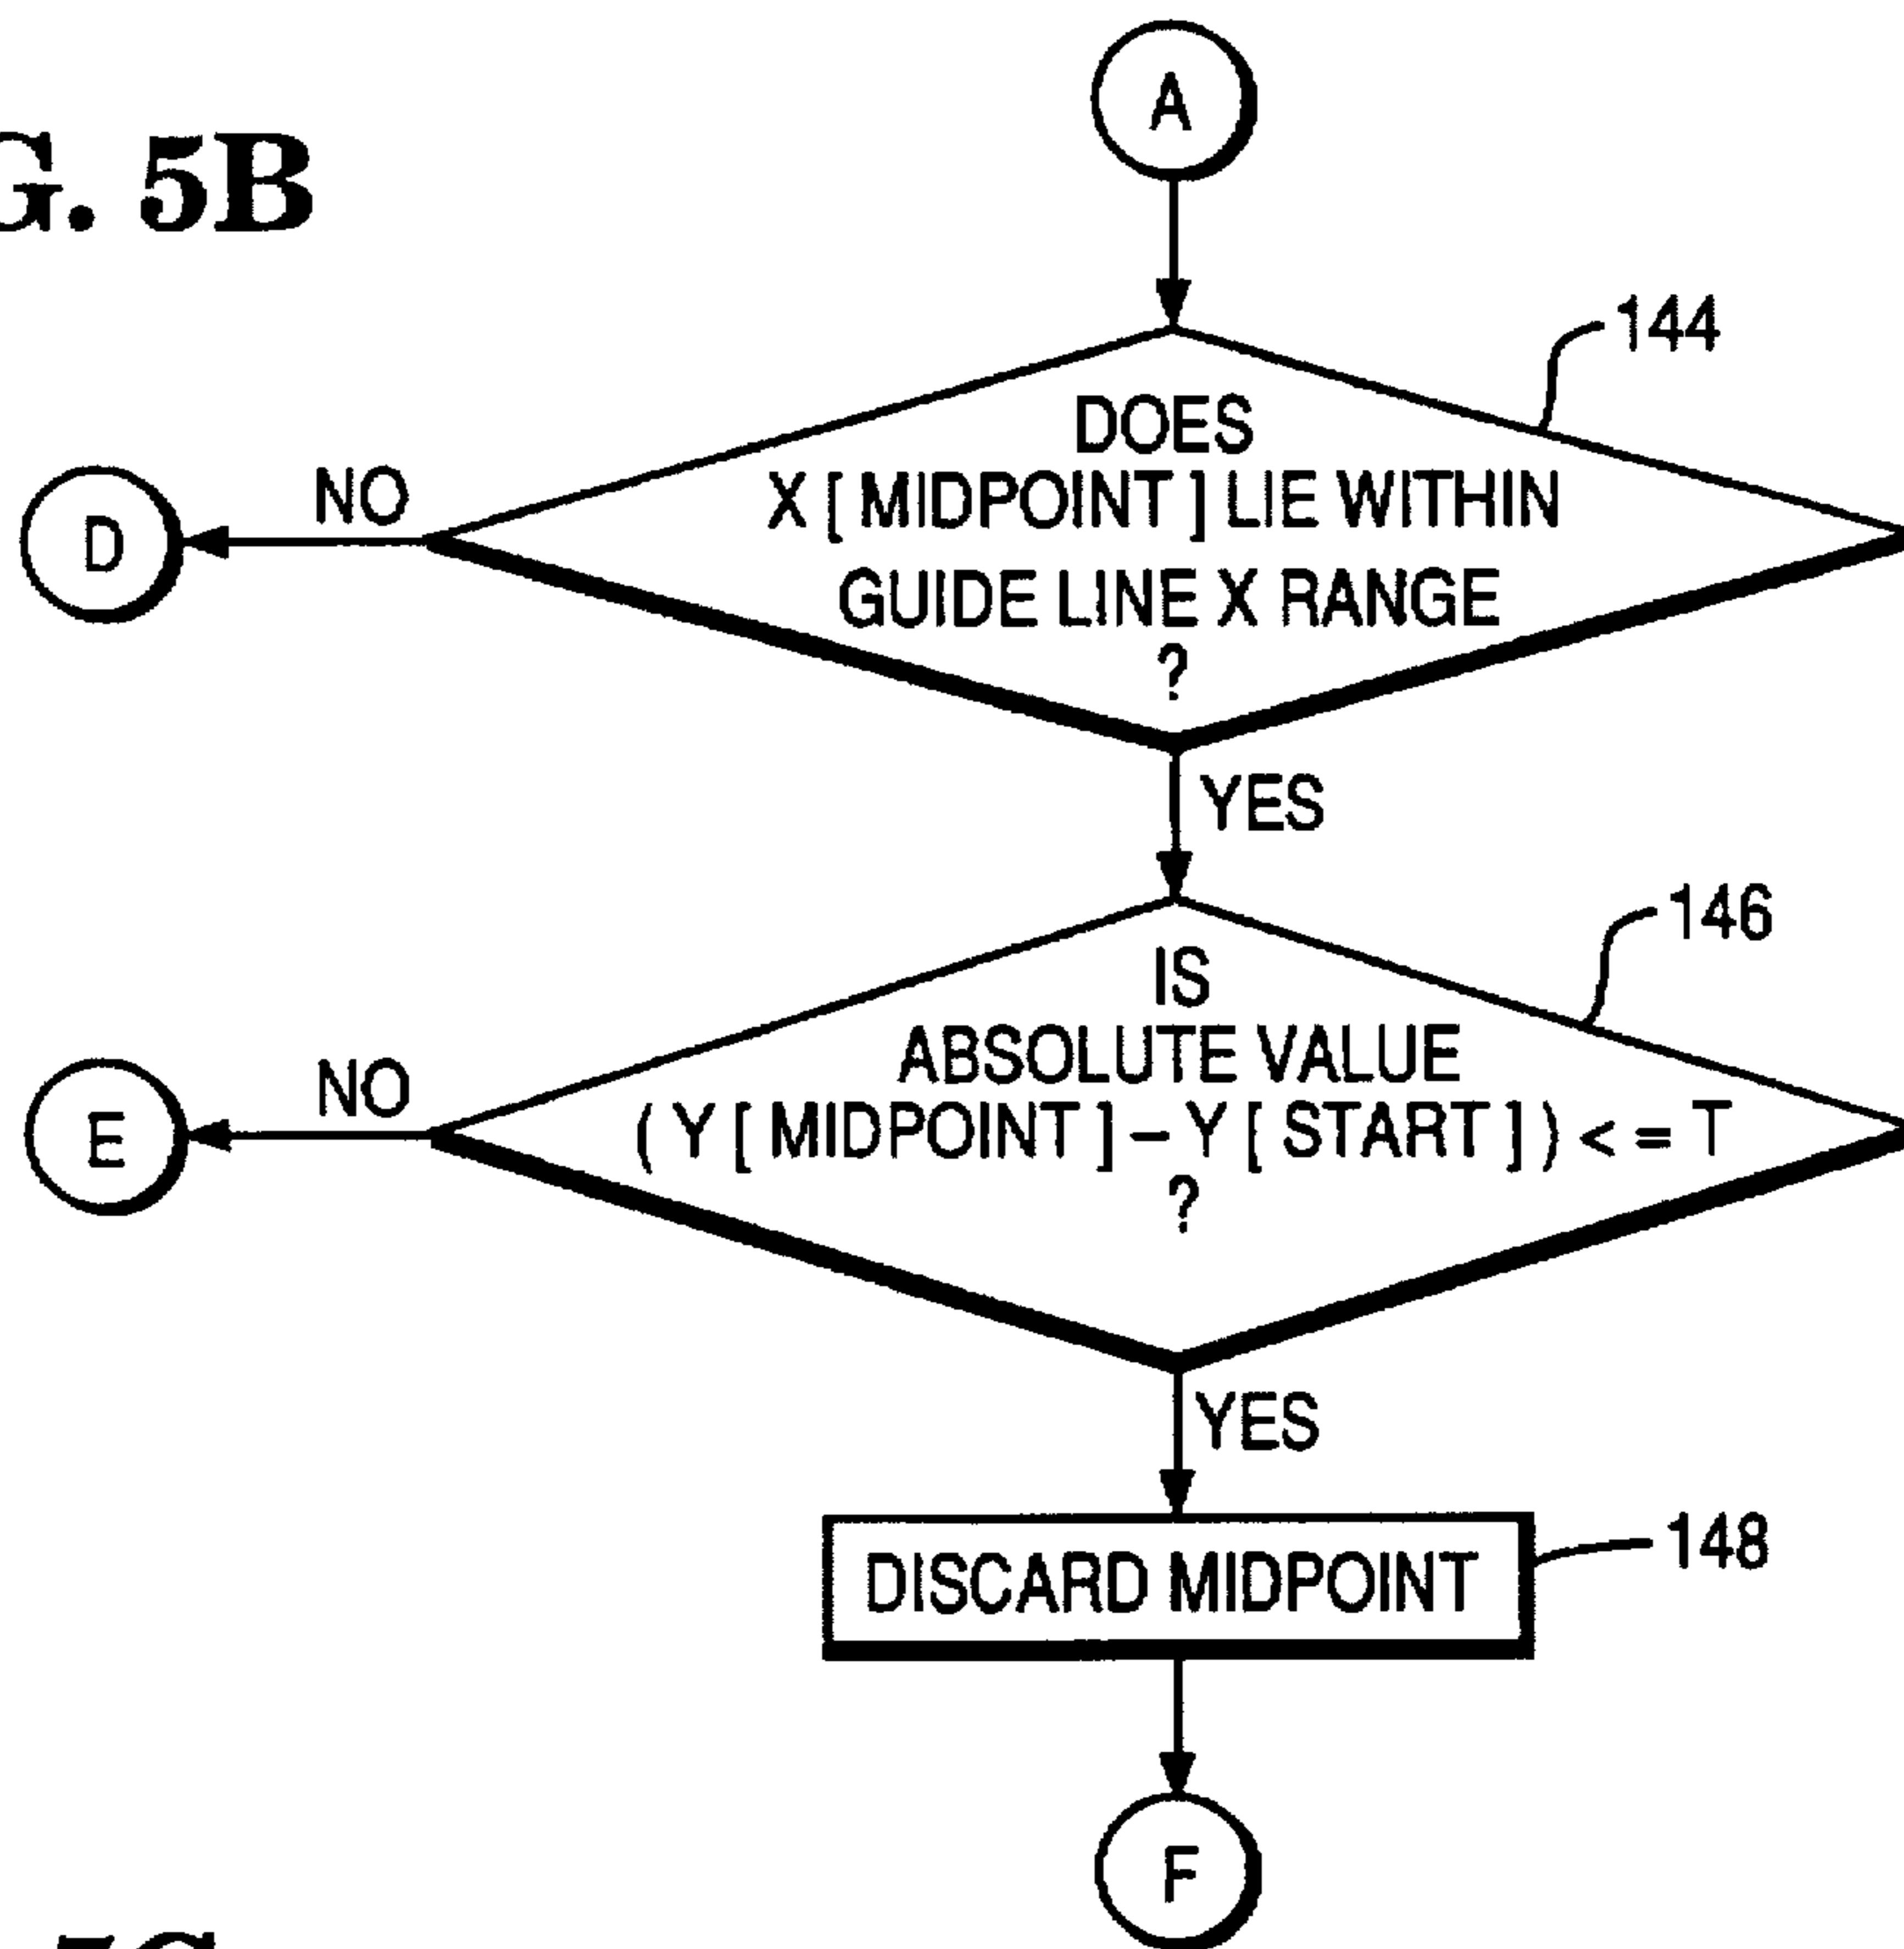 G. 5B
A
144
DOES
X [ MIDPOINT ] LIE WITHIN
GUIDE LINE X RANGE
?
NO
D
YES
146
IS
ABSOLUTE VALUE
( Y [ MIDPOINT ] – Y [ START ] ) < = T
?
NO
E
YES
DISCARD MIDPOINT
148
F